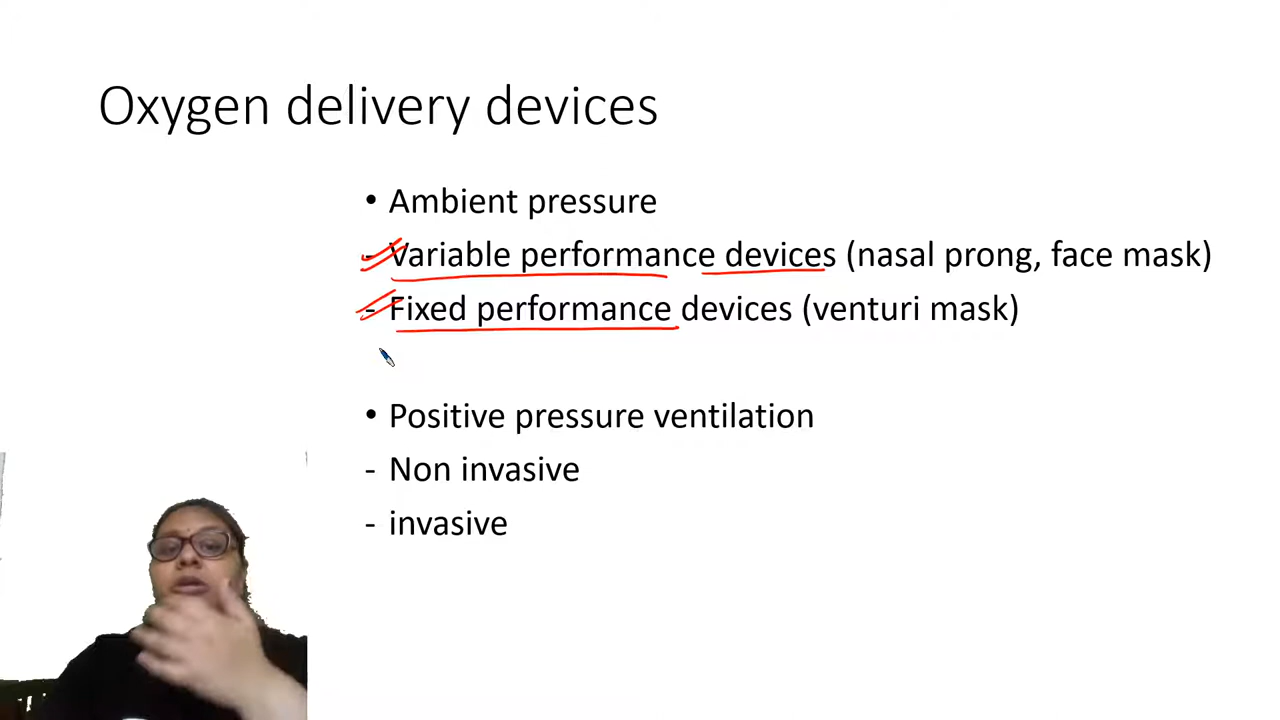 Oxygen delivery devices
• Ambient pressure
- Variable performance devices (nasal prong, face mask)
- Fixed performance devices (venturi mask)
• Positive pressure ventilation
- Non invasive
- invasive